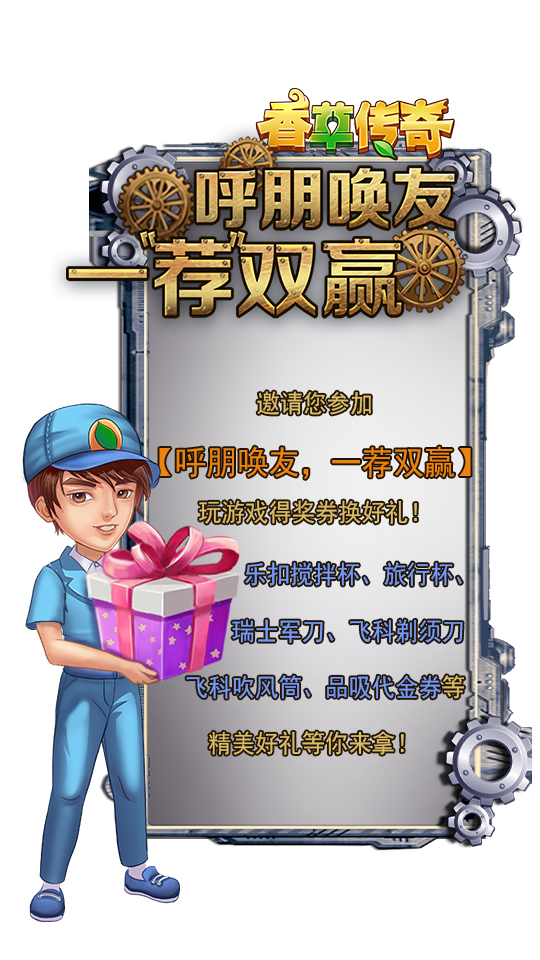 香草传奇
呼朋唤友
一“荐”双赢
邀请您参加
【呼朋唤友，一荐双赢】
玩游戏得奖券换好礼！
乐扣搅拌杯、旅行杯、
瑞士军刀、飞科剃须刀
飞科吹风筒、品吸代金券等
精美好礼等你来拿！